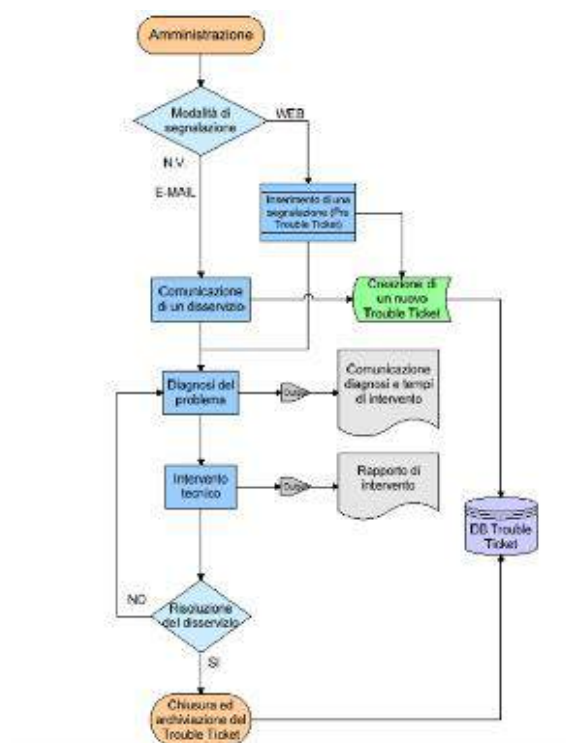 Amministrazione
Modalità di
segnalazione
WEB
N.V.
E-MAIL
Inserimento di una
segnalazione (Pre
Trouble Ticket)
Comunicazione
di un disservizio
Creazione di
un nuovo
Trouble Ticket
Diagnosi del
problema
Output
Comunicazione
diagnosi e tempi
di intervento
Intervento
tecnico
Output
Rapporto di
intervento
DB Trouble
Ticket
NO
Risoluzione
del disservizio
SI
Chiusura ed
archiviazione del
Trouble Ticket